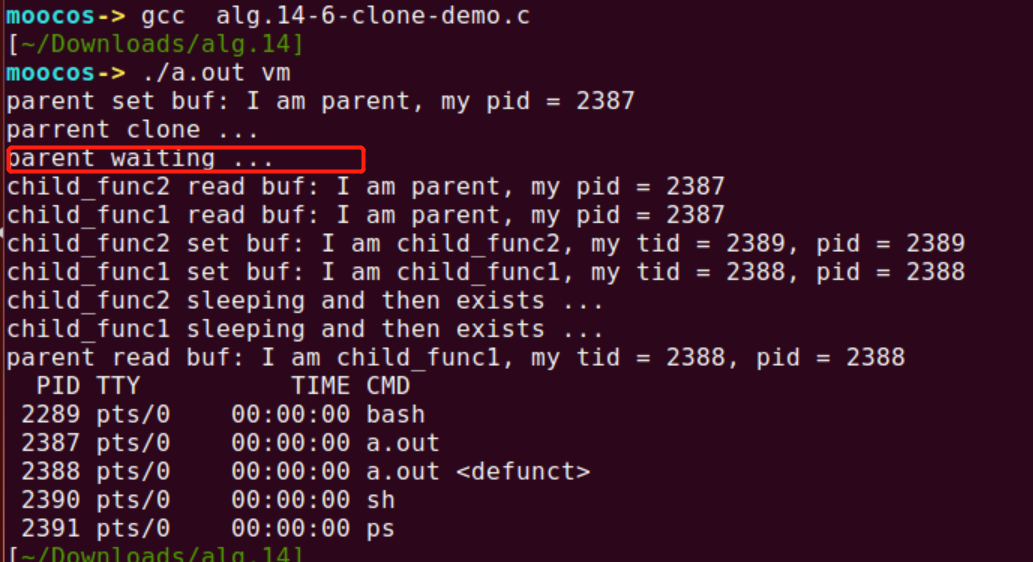 moocos-> gcc  alg.14-6-clone-demo.c
[~/Downloads/alg.14]
moocos-> ./a.out vm
parent set buf: I am parent, my pid = 2387
parrent clone ...
parent waiting ...
child_func2 read buf: I am parent, my pid = 2387
child_func1 read buf: I am parent, my pid = 2387
child_func2 set buf: I am child_func2, my tid = 2389, pid = 2389
child_func1 set buf: I am child_func1, my tid = 2388, pid = 2388
child_func2 sleeping and then exists ...
child_func1 sleeping and then exists ...
parent read buf: I am child_func1, my tid = 2388, pid = 2388
  PID TTY          TIME CMD
 2289 pts/0    00:00:00 bash
 2387 pts/0    00:00:00 a.out
 2388 pts/0    00:00:00 a.out <defunct>
 2390 pts/0    00:00:00 sh
 2391 pts/0    00:00:00 ps
[~/Downloads/alg.14]